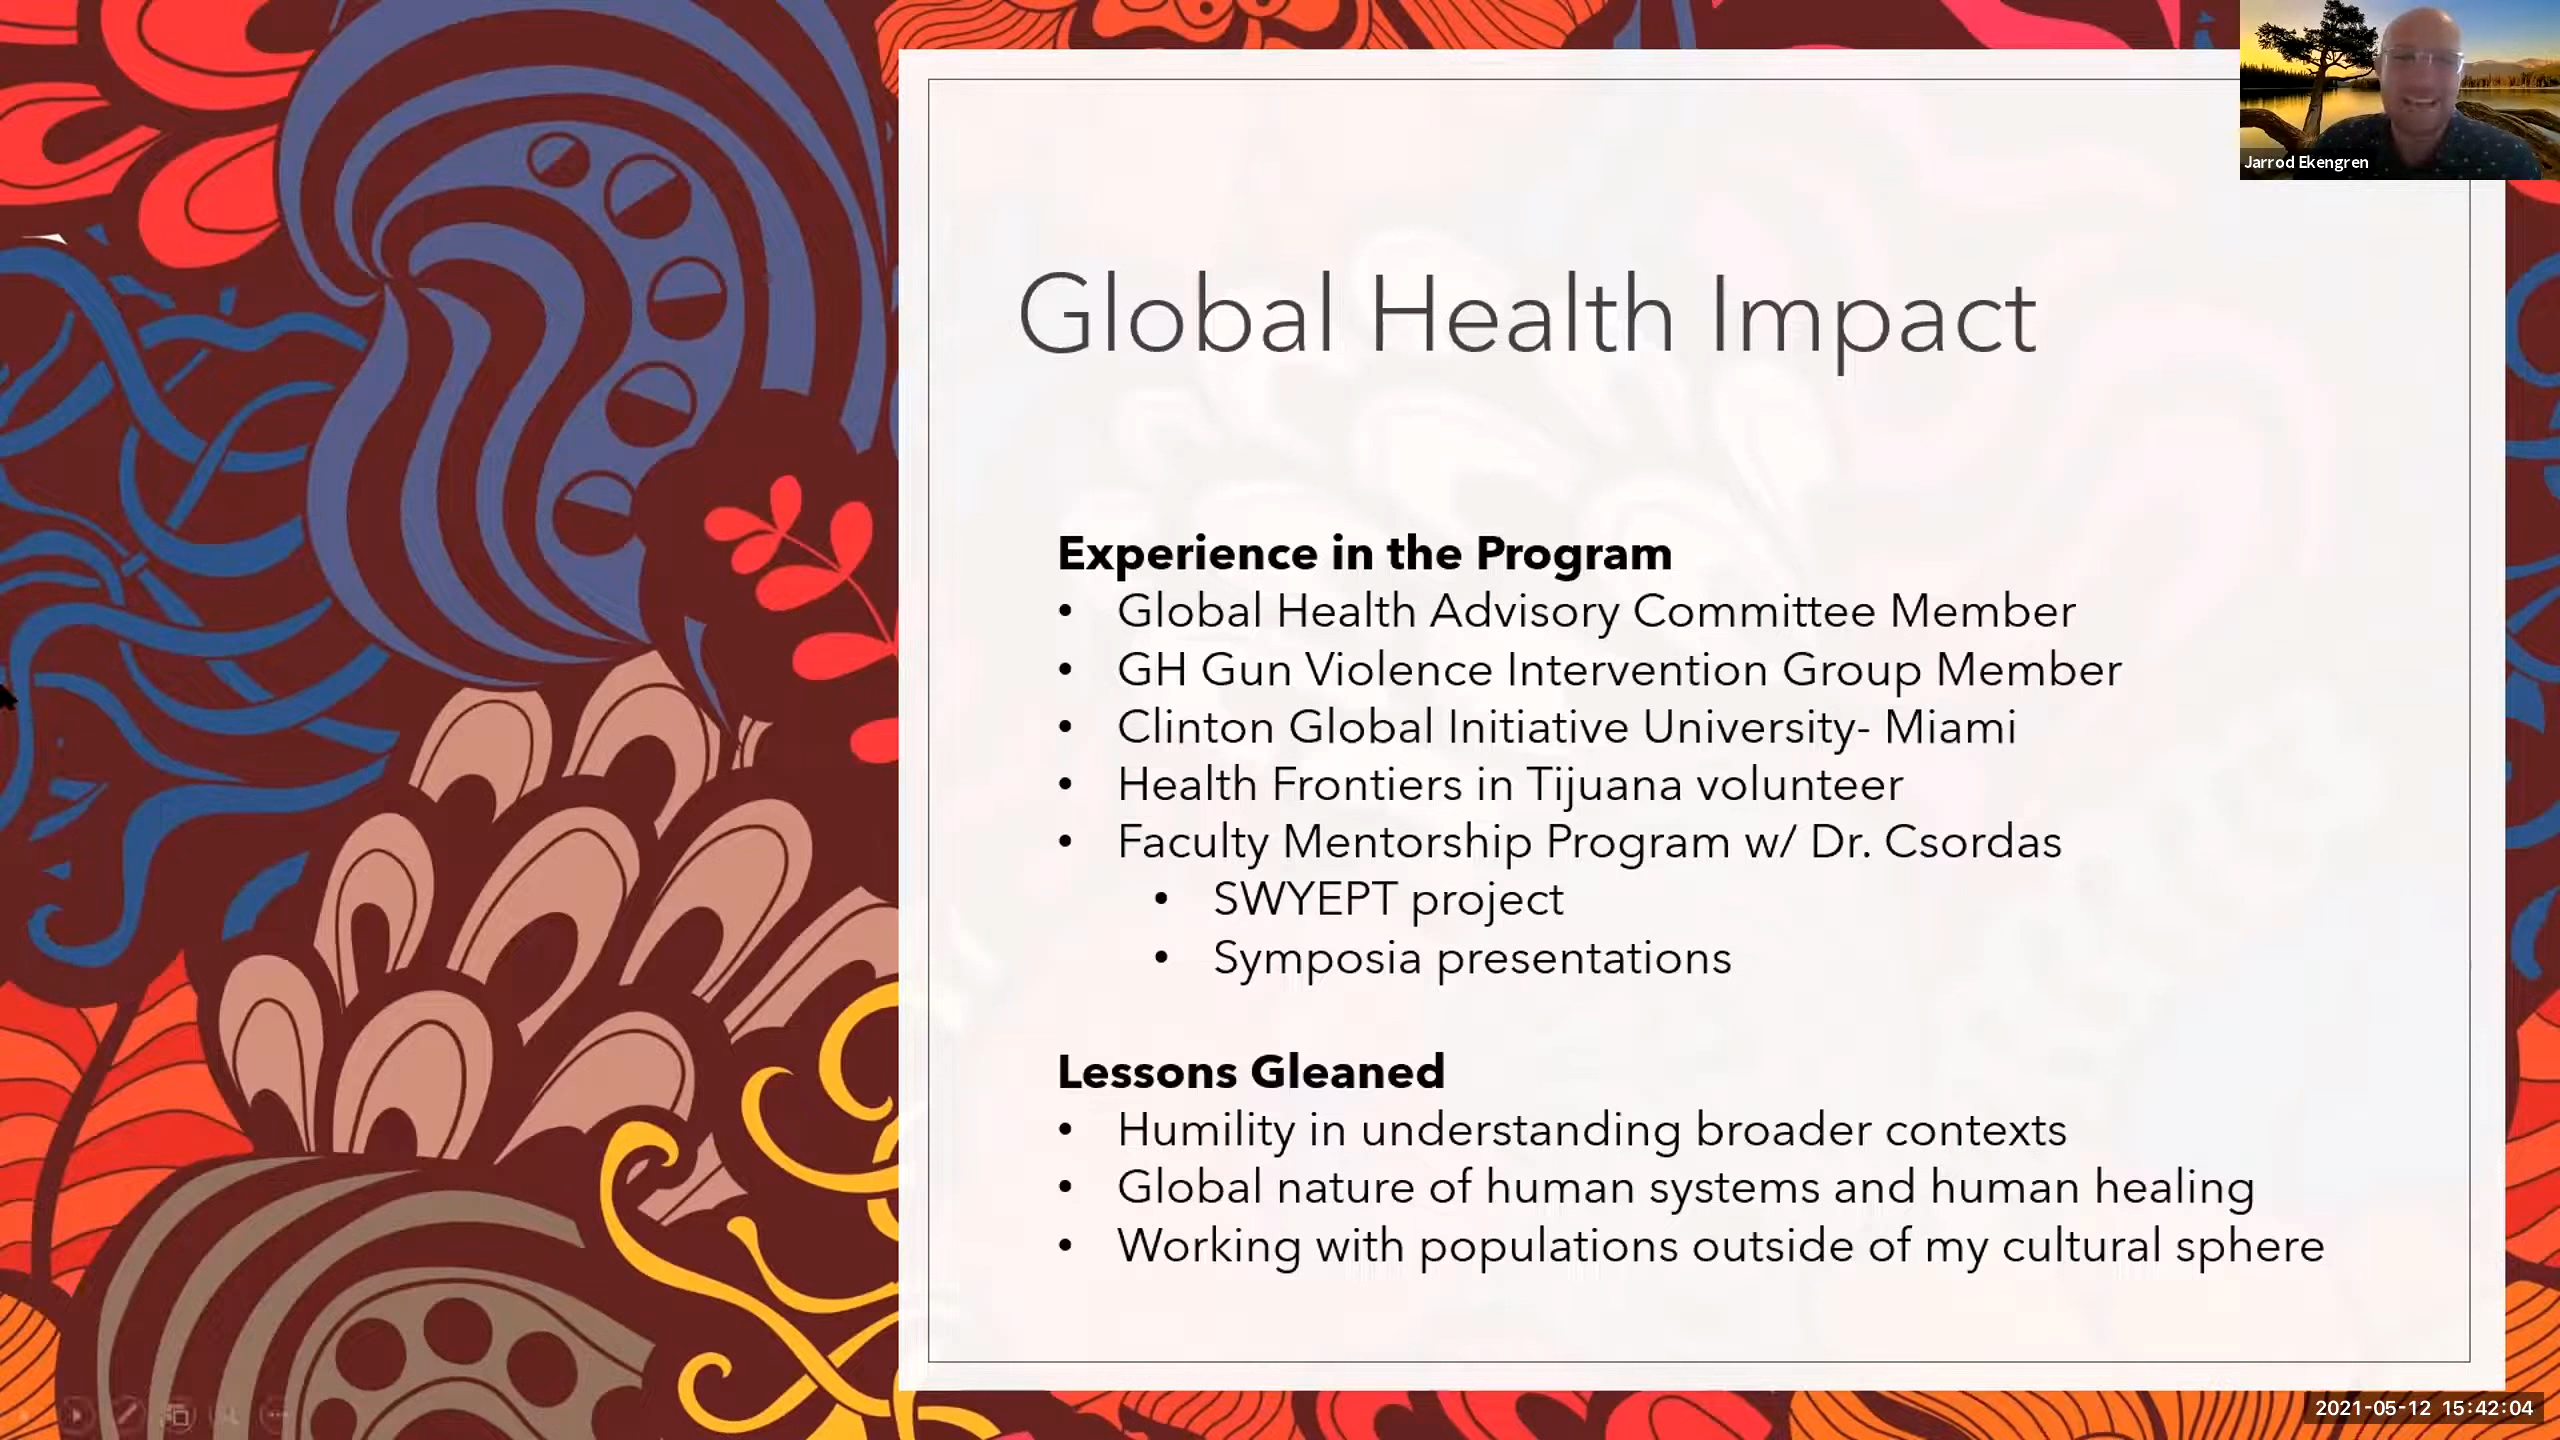 Jarrod Ekengren
Global Health Impact
Experience in the Program
• Global Health Advisory Committee Member
• GH Gun Violence Intervention Group Member
• Clinton Global Initiative University- Miami
• Health Frontiers in Tijuana volunteer
• Faculty Mentorship Program w/ Dr. Csordas
• SWYEPT project
• Symposia presentations
Lessons Gleaned
• Humility in understanding broader contexts
• Global nature of human systems and human healing
• Working with populations outside of my cultural sphere
2021-05-12 15:42:04